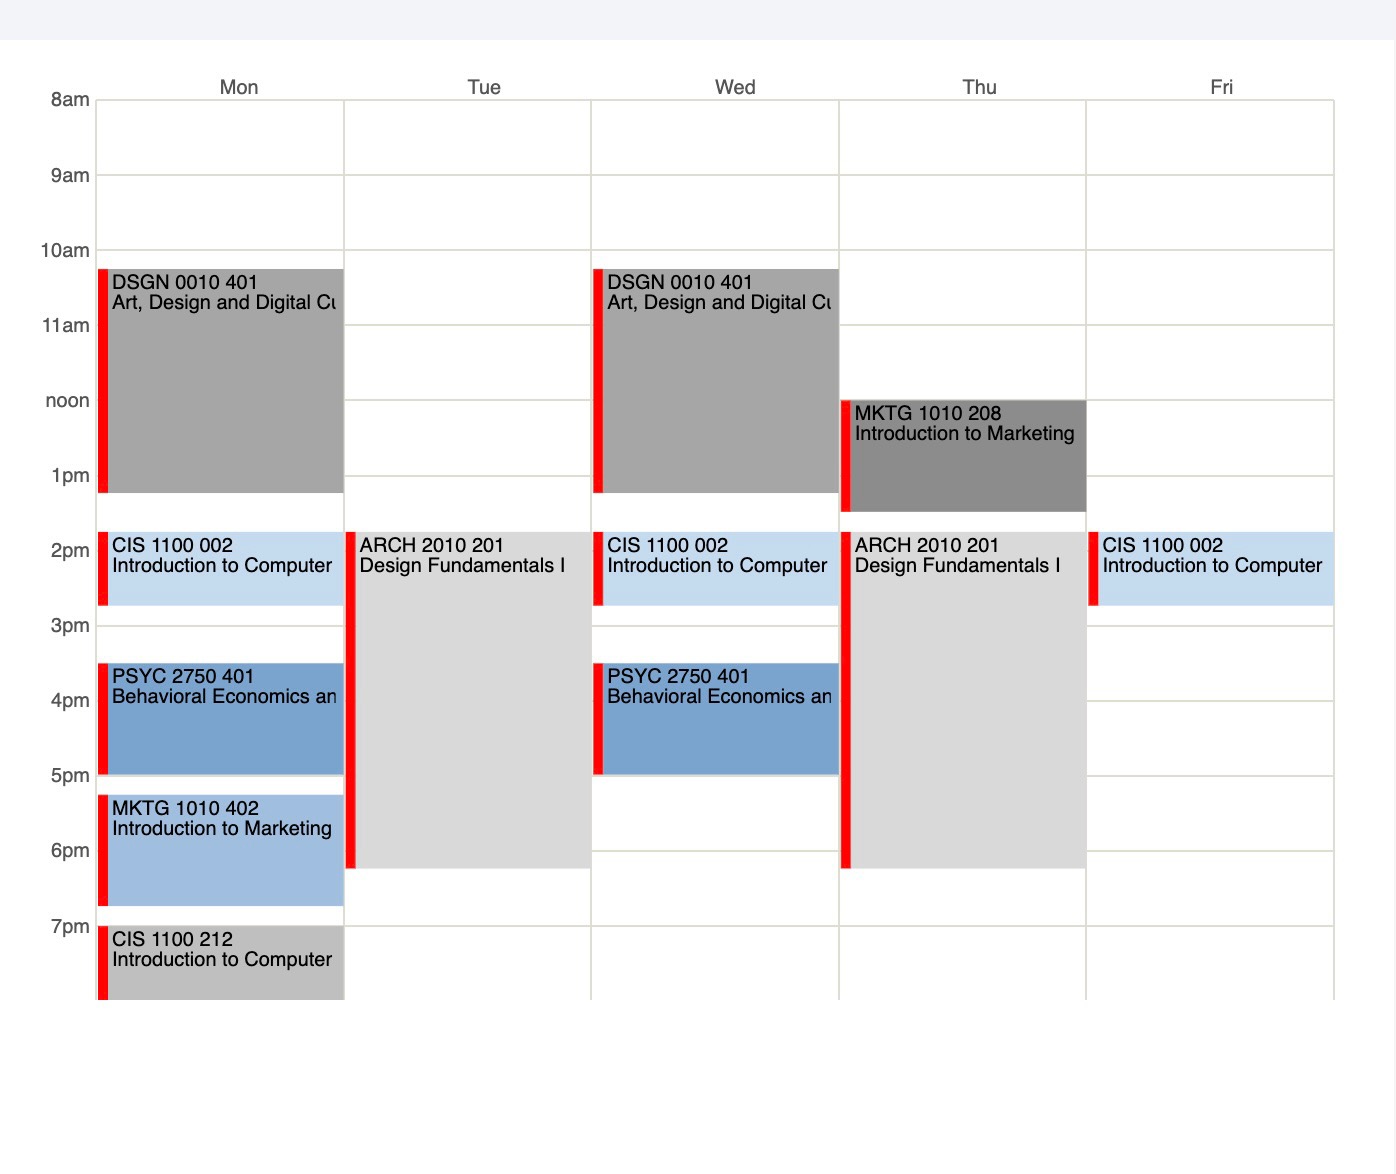 Mon Tue Wed Thu Fri
8am
9am
10am
DSGN 0010 401
Art, Design and Digital Cu
DSGN 0010 401
Art, Design and Digital Cu
11am
noon
MKTG 1010 208
Introduction to Marketing
1pm
2pm
CIS 1100 002
Introduction to Computer
ARCH 2010 201
Design Fundamentals I
CIS 1100 002
Introduction to Computer
ARCH 2010 201
Design Fundamentals I
CIS 1100 002
Introduction to Computer
3pm
PSYC 2750 401
Behavioral Economics an
PSYC 2750 401
Behavioral Economics an
4pm
5pm
MKTG 1010 402
Introduction to Marketing
6pm
7pm
CIS 1100 212
Introduction to Computer